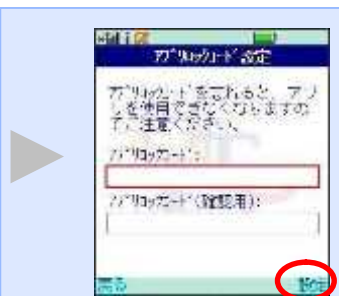 ｱﾌﾟﾘﾛｯｸｺｰﾄﾞ設定
ｱﾌﾟﾘﾛｯｸｺｰﾄﾞを忘れると、アプ
リを使用できなくなりますの
でご注意ください。
ｱﾌﾟﾘﾛｯｸｺｰﾄﾞ:
ｱﾌﾟﾘﾛｯｸｺｰﾄﾞ(確認用):
戻る